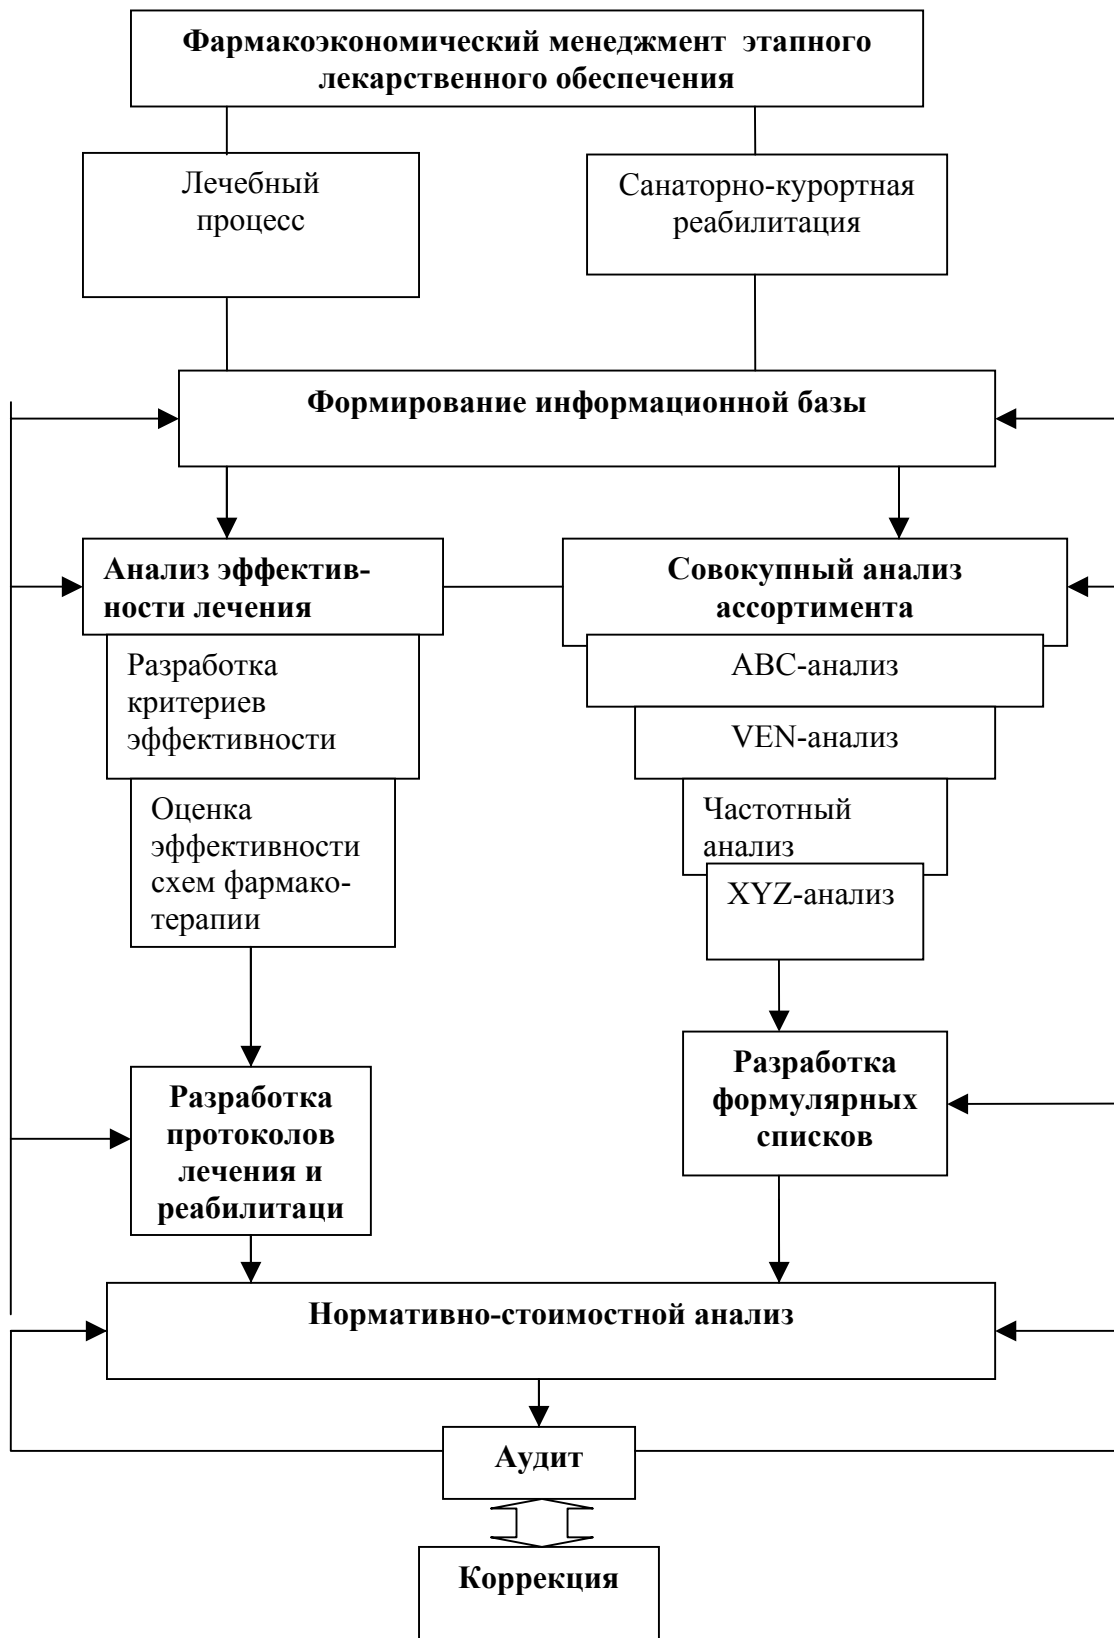 Фармакоэкономический менеджмент этапного
лекарственного обеспечения
Лечебный
процесс
Санаторно-курортная
реабилитация
Формирование информационной базы
Анализ эффектив-
ности лечения
Совокупный анализ
ассортимента
Разработка
критериев
эффективности
ABC-анализ
VEN-анализ
Оценка
эффективности
схем фармако-
терапии
Частотный
анализ
XYZ-анализ
Разработка
протоколов
лечения и
реабилитаци
Разработка
формулярных
списков
Нормативно-стоимостной анализ
Аудит
Коррекция